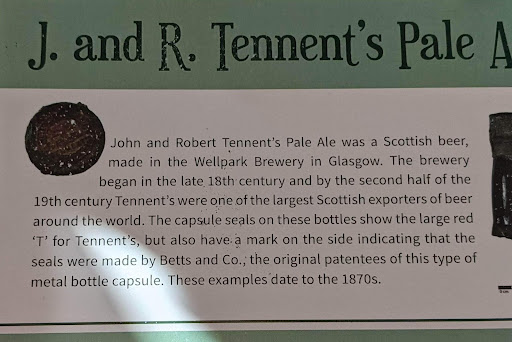 J. and R. Tennent's Pale A
John and Robert Tennent's Pale Ale was a Scottish beer,
made in the Wellpark Brewery in Glasgow. The brewery
began in the late 18th century and by the second half of the
19th century Tennent's were one of the largest Scottish exporters of beer
around the world. The capsule seals on these bottles show the large red
'T' for Tennent's, but also have a mark on the side indicating that the
seals were made by Betts and Co., the original patentees of this type of
metal bottle capsule. These examples date to the 1870s.